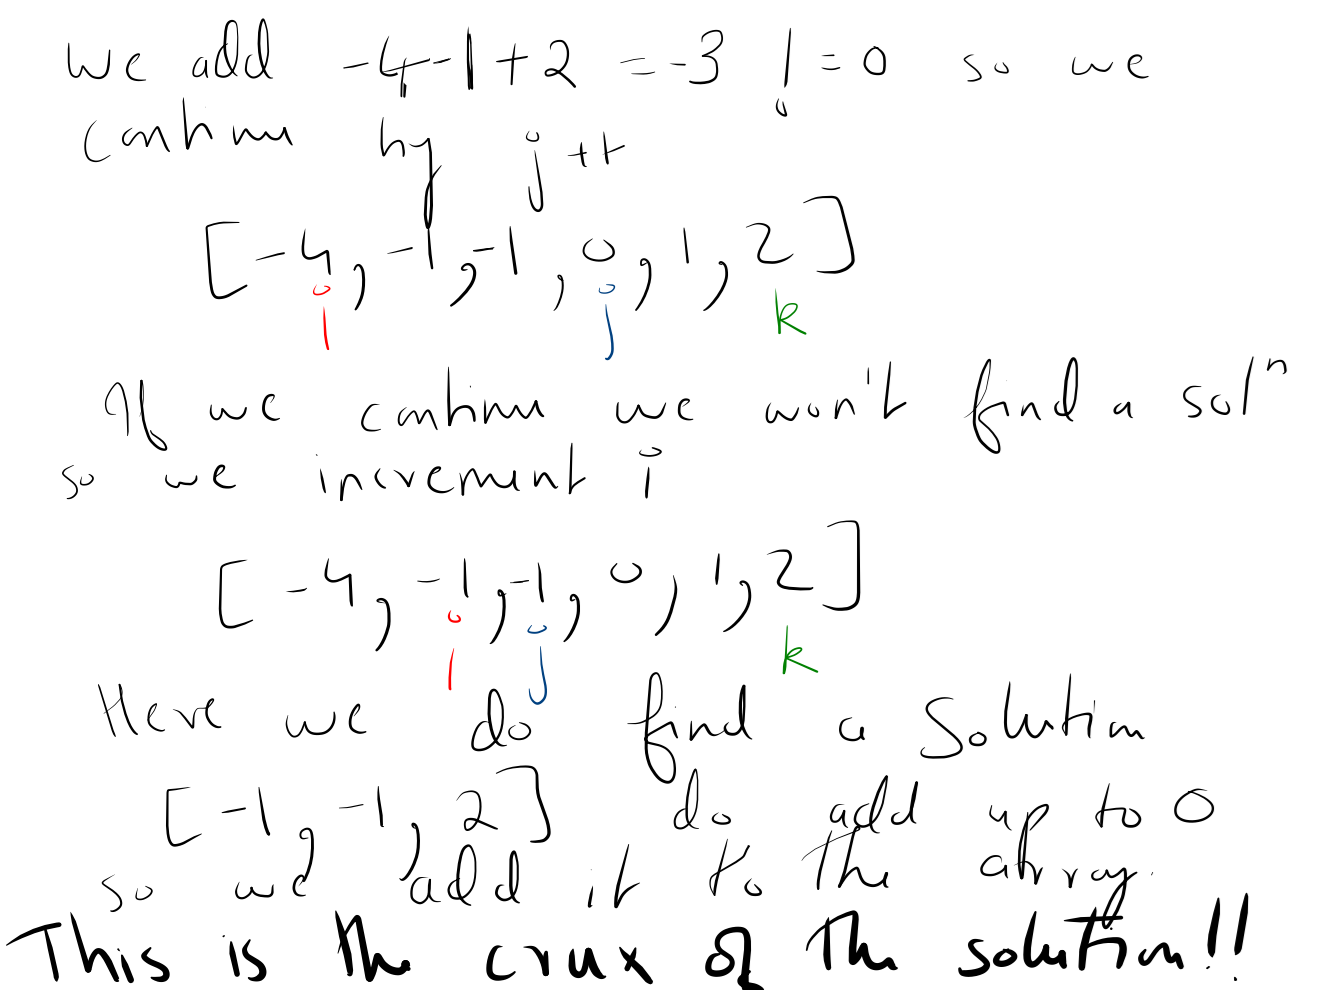 we add -4-1+2 =-3 != 0 so we
continue by j++
[-4, -1, -1, 0, 1, 2]
i j k
If we continue we won't find a solⁿ
so we increment i
[-4, -1, -1, 0, 1, 2]
i j k
Here we do find a solution
[-1, -1, 2] do add up to 0
so we add it to the array.
This is the crux of the solution!!